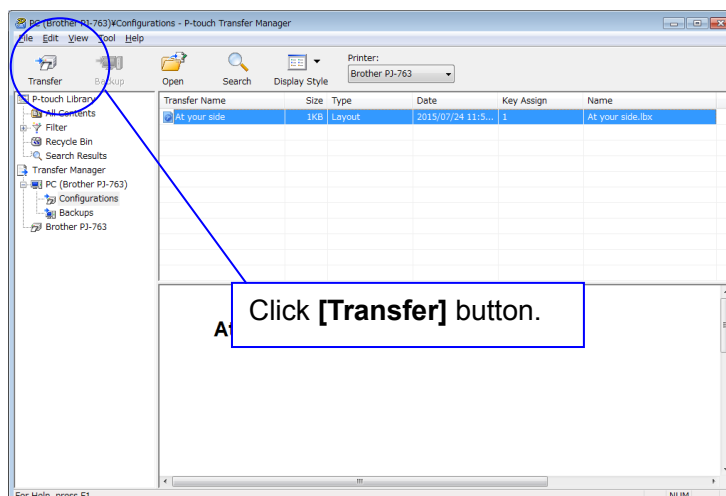 PC (Brother PJ-763)¥Configurations - P-touch Transfer Manager
File Edit View Tool Help
Transfer Backup Open Search Display Style Printer:
Brother PJ-763
P-touch Library
All Contents
Filter
Recycle Bin
Search Results
Transfer Manager
PC (Brother PJ-763)
Configurations
Backups
Brother PJ-763
Transfer Name Size Type Date Key Assign Name
At your side 1KB Layout 2015/07/24 11:5... 1 At your side.lbx
Click [Transfer] button.
For Help, press F1 NUM